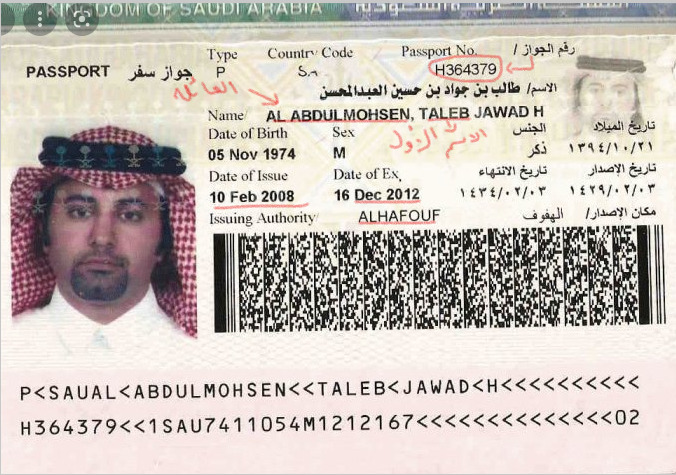 KINGDOM OF SAUDI ARABIA
Type Country Code Passport No. رقم الجواز /
PASSPORT جواز سفر P SA H364379
العائلة
الاسم/ طالب بن جواد بن حسين العبدالمحسن
Name/ AL ABDULMOHSEN, TALEB JAWAD H
الاسم الأول
Date of Birth Sex الجنس تاريخ الميلاد
05 Nov 1974 M ذكر ١٣٩٤/١٠/٢١
Date of Issue Date of Ex, تاريخ الانتهاء تاريخ الإصدار
10 Feb 2008 16 Dec 2012 ١٤٣٤/٠٢/٠٣ ١٤٢٩/٠٢/٠٣
Issuing Authority/ ALHAFOUF الهفوف مكان الإصدار/
P<SAUAL<ABDULMOHSEN<<TALEB<JAWAD<H<<<<<<<<<<
H364379<<1SAU7411054M1212167<<<<<<<<<<<<<<02